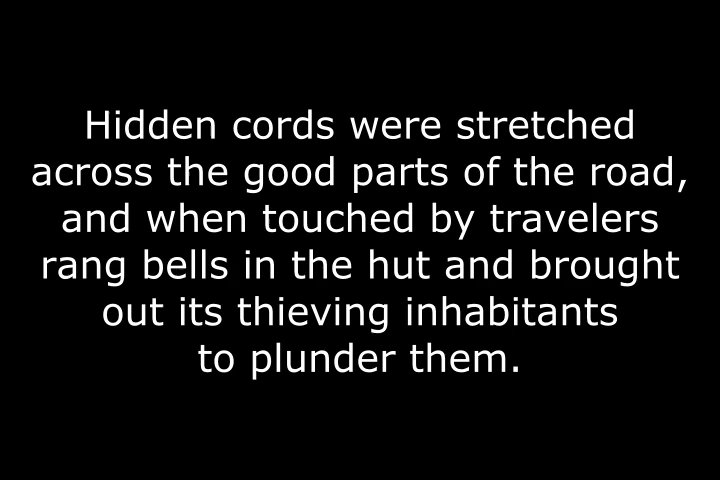 Hidden cords were stretched
across the good parts of the road,
and when touched by travelers
rang bells in the hut and brought
out its thieving inhabitants
to plunder them.